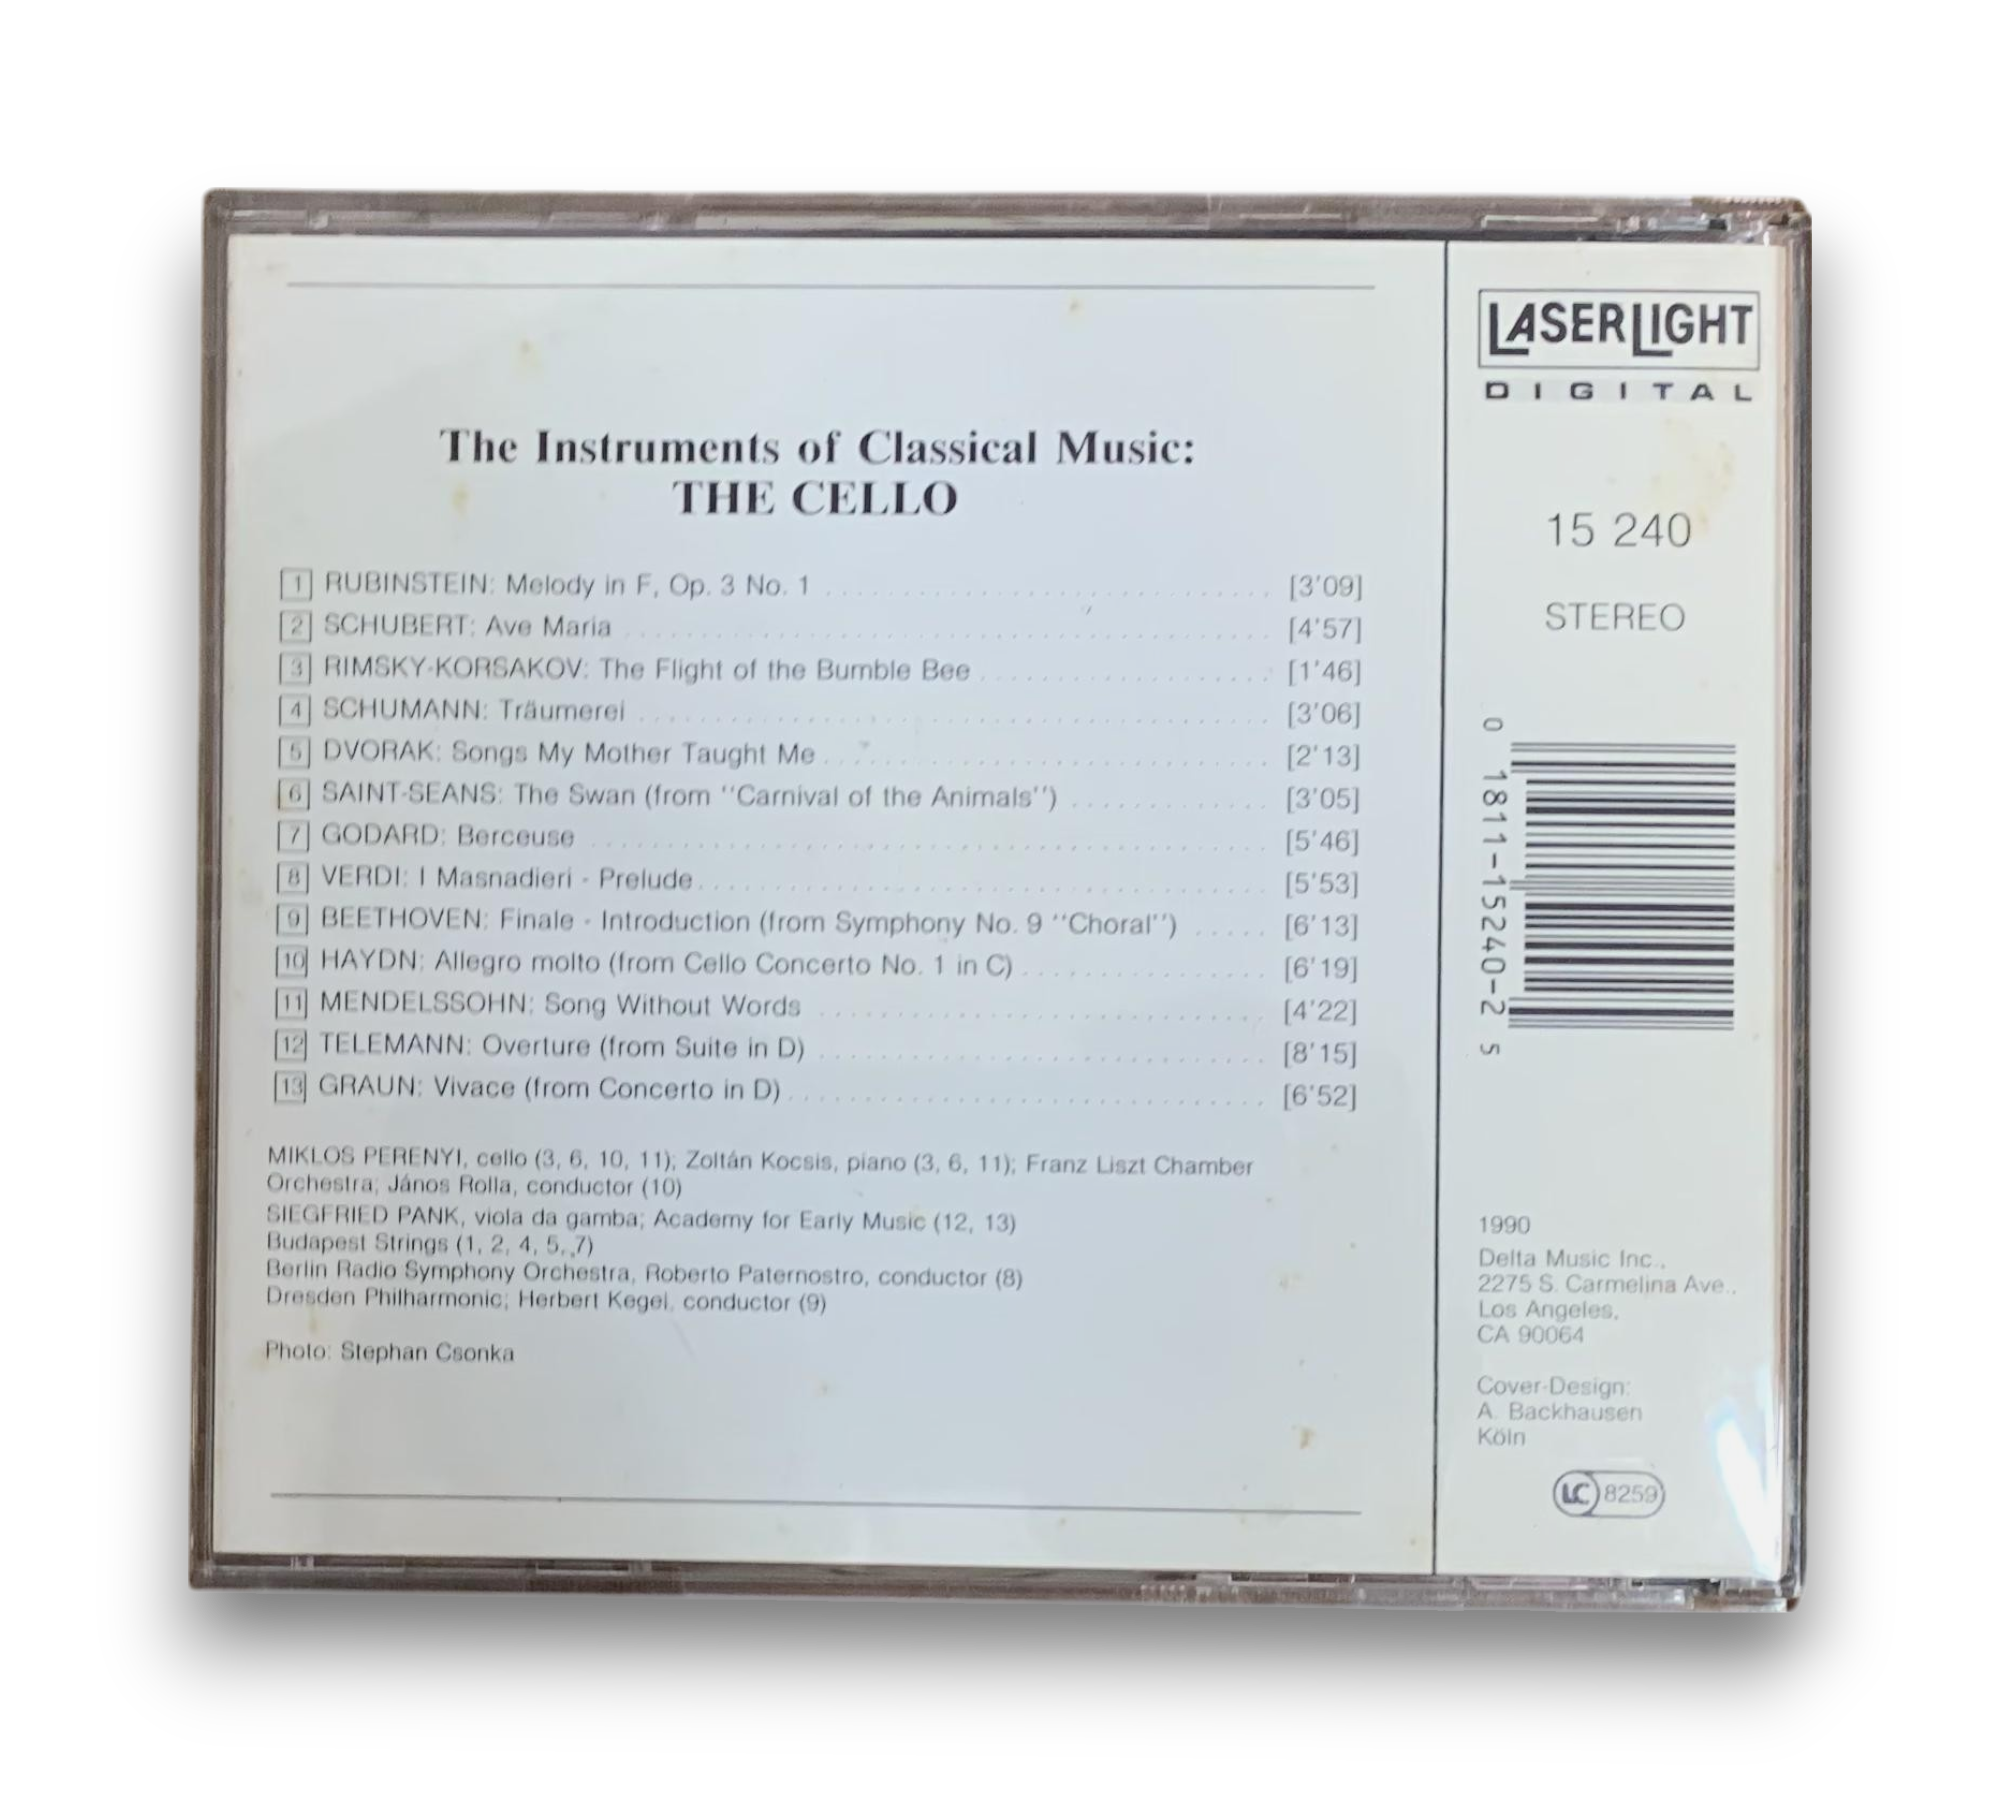 The Instruments of Classical Music:
THE CELLO
1 RUBINSTEIN: Melody in F, Op. 3 No. 1 [3'09]
2 SCHUBERT: Ave Maria [4'57]
3 RIMSKY-KORSAKOV: The Flight of the Bumble Bee [1'46]
4 SCHUMANN: Träumerei [3'06]
5 DVORAK: Songs My Mother Taught Me [2'13]
6 SAINT-SEANS: The Swan (from ''Carnival of the Animals'') [3'05]
7 GODARD: Berceuse [5'46]
8 VERDI: I Masnadieri - Prelude [5'53]
9 BEETHOVEN: Finale - Introduction (from Symphony No. 9 ''Choral'') [6'13]
10 HAYDN: Allegro molto (from Cello Concerto No. 1 in C) [6'19]
11 MENDELSSOHN: Song Without Words [4'22]
12 TELEMANN: Overture (from Suite in D) [8'15]
13 GRAUN: Vivace (from Concerto in D) [6'52]
MIKLOS PERENYI, cello (3, 6, 10, 11); Zoltán Kocsis, piano (3, 6, 11); Franz Liszt Chamber
Orchestra; János Rolla, conductor (10)
SIEGFRIED PANK, viola da gamba; Academy for Early Music (12, 13)
Budapest Strings (1, 2, 4, 5, 7)
Berlin Radio Symphony Orchestra, Roberto Paternostro, conductor (8)
Dresden Philharmonic; Herbert Kegel, conductor (9)
Photo: Stephan Csonka
LASERLIGHT
DIGITAL
15 240
STEREO
0 1811-15240-2 5
1990
Delta Music Inc.,
2275 S. Carmelina Ave.,
Los Angeles,
CA 90064
Cover-Design:
A. Backhausen
Köln
LC 8259